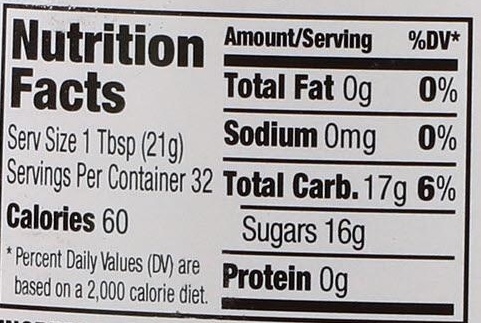 Nutrition
Facts
Serv Size 1 Tbsp (21g)
Servings Per Container 32
Calories 60
* Percent Daily Values (DV) are
based on a 2,000 calorie diet.
Amount/Serving %DV*
Total Fat 0g 0%
Sodium 0mg 0%
Total Carb. 17g 6%
Sugars 16g
Protein 0g